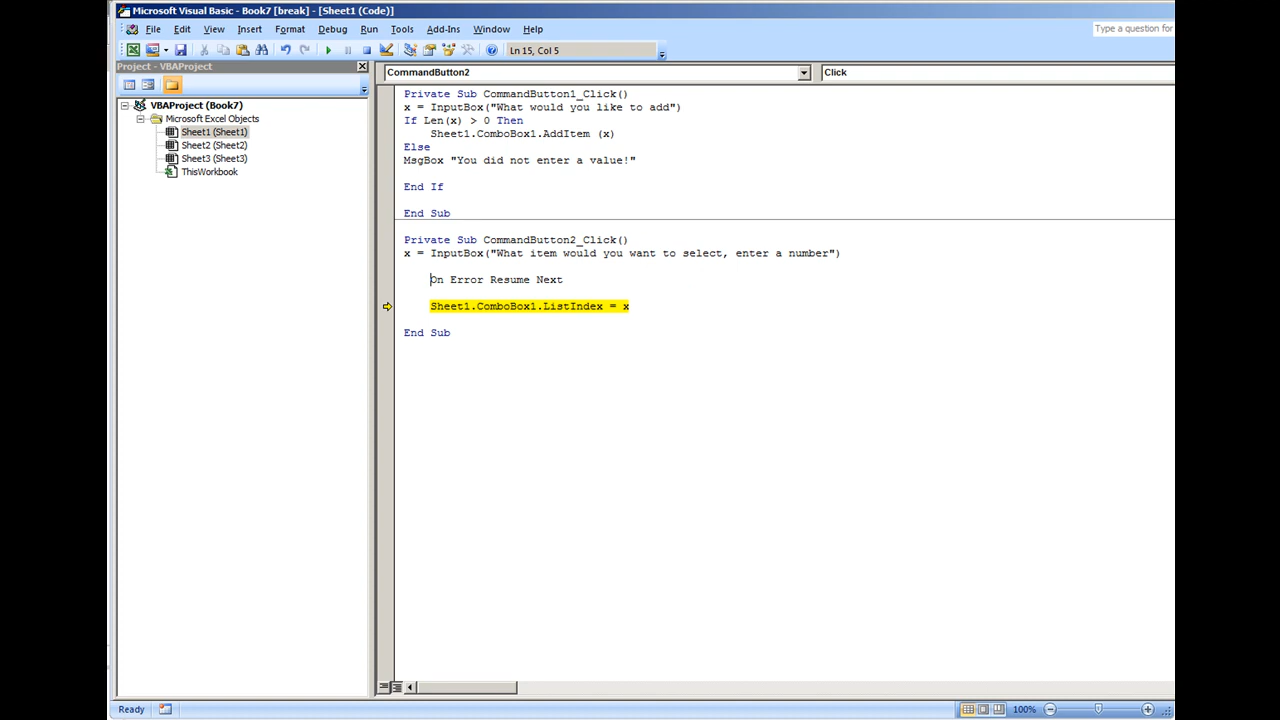 Microsoft Visual Basic - Book7 [break] - [Sheet1 (Code)]
File Edit View Insert Format Debug Run Tools Add-Ins Window Help
Type a question for
Ln 15, Col 5
Project - VBAProject
CommandButton2
Click
VBAProject (Book7)
Microsoft Excel Objects
Sheet1 (Sheet1)
Sheet2 (Sheet2)
Sheet3 (Sheet3)
ThisWorkbook
Private Sub CommandButton1_Click()
x = InputBox("What would you like to add")
If Len(x) > 0 Then
Sheet1.ComboBox1.AddItem (x)
Else
MsgBox "You did not enter a value!"
End If
End Sub
Private Sub CommandButton2_Click()
x = InputBox("What item would you want to select, enter a number")
On Error Resume Next
Sheet1.ComboBox1.ListIndex = x
End Sub
Ready
100%